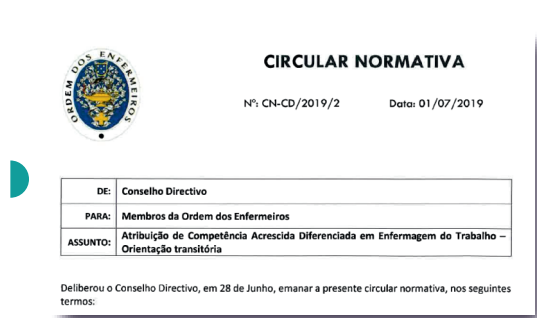 ORDEM DOS ENFERMEIROS
CIRCULAR NORMATIVA
Nº: CN-CD/2019/2 Data: 01/07/2019
DE: Conselho Directivo
PARA: Membros da Ordem dos Enfermeiros
ASSUNTO: Atribuição de Competência Acrescida Diferenciada em Enfermagem do Trabalho –
Orientação transitória
Deliberou o Conselho Directivo, em 28 de Junho, emanar a presente circular normativa, nos seguintes
termos: